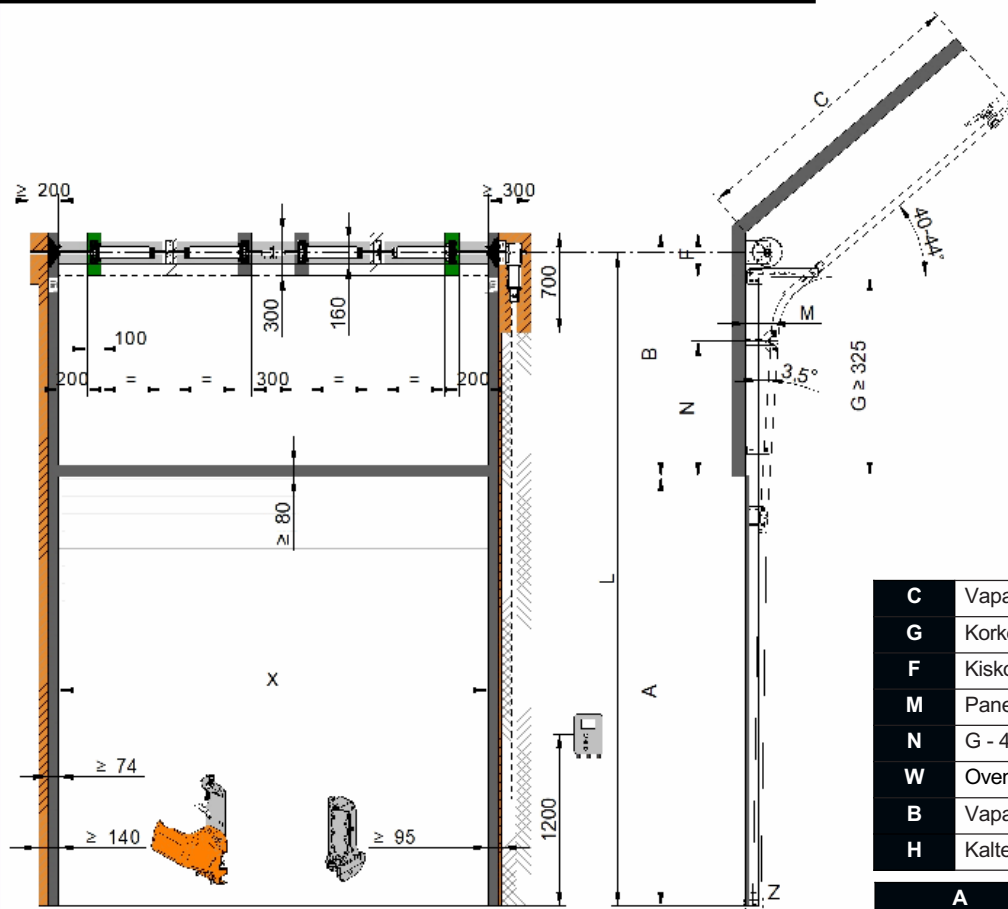 C
≥ 200
≥ 300
40-44°
F
700
300
160
M
100
B
G ≥ 325
3,5°
200 = = 300 = = 200
N
≥ 80
L
X
A
≥ 74
1200
≥ 140
≥ 95
Z
C Vapa
G Kork
F Kisko
M Pane
N G - 4
W Over
B Vapa
H Kalte
A